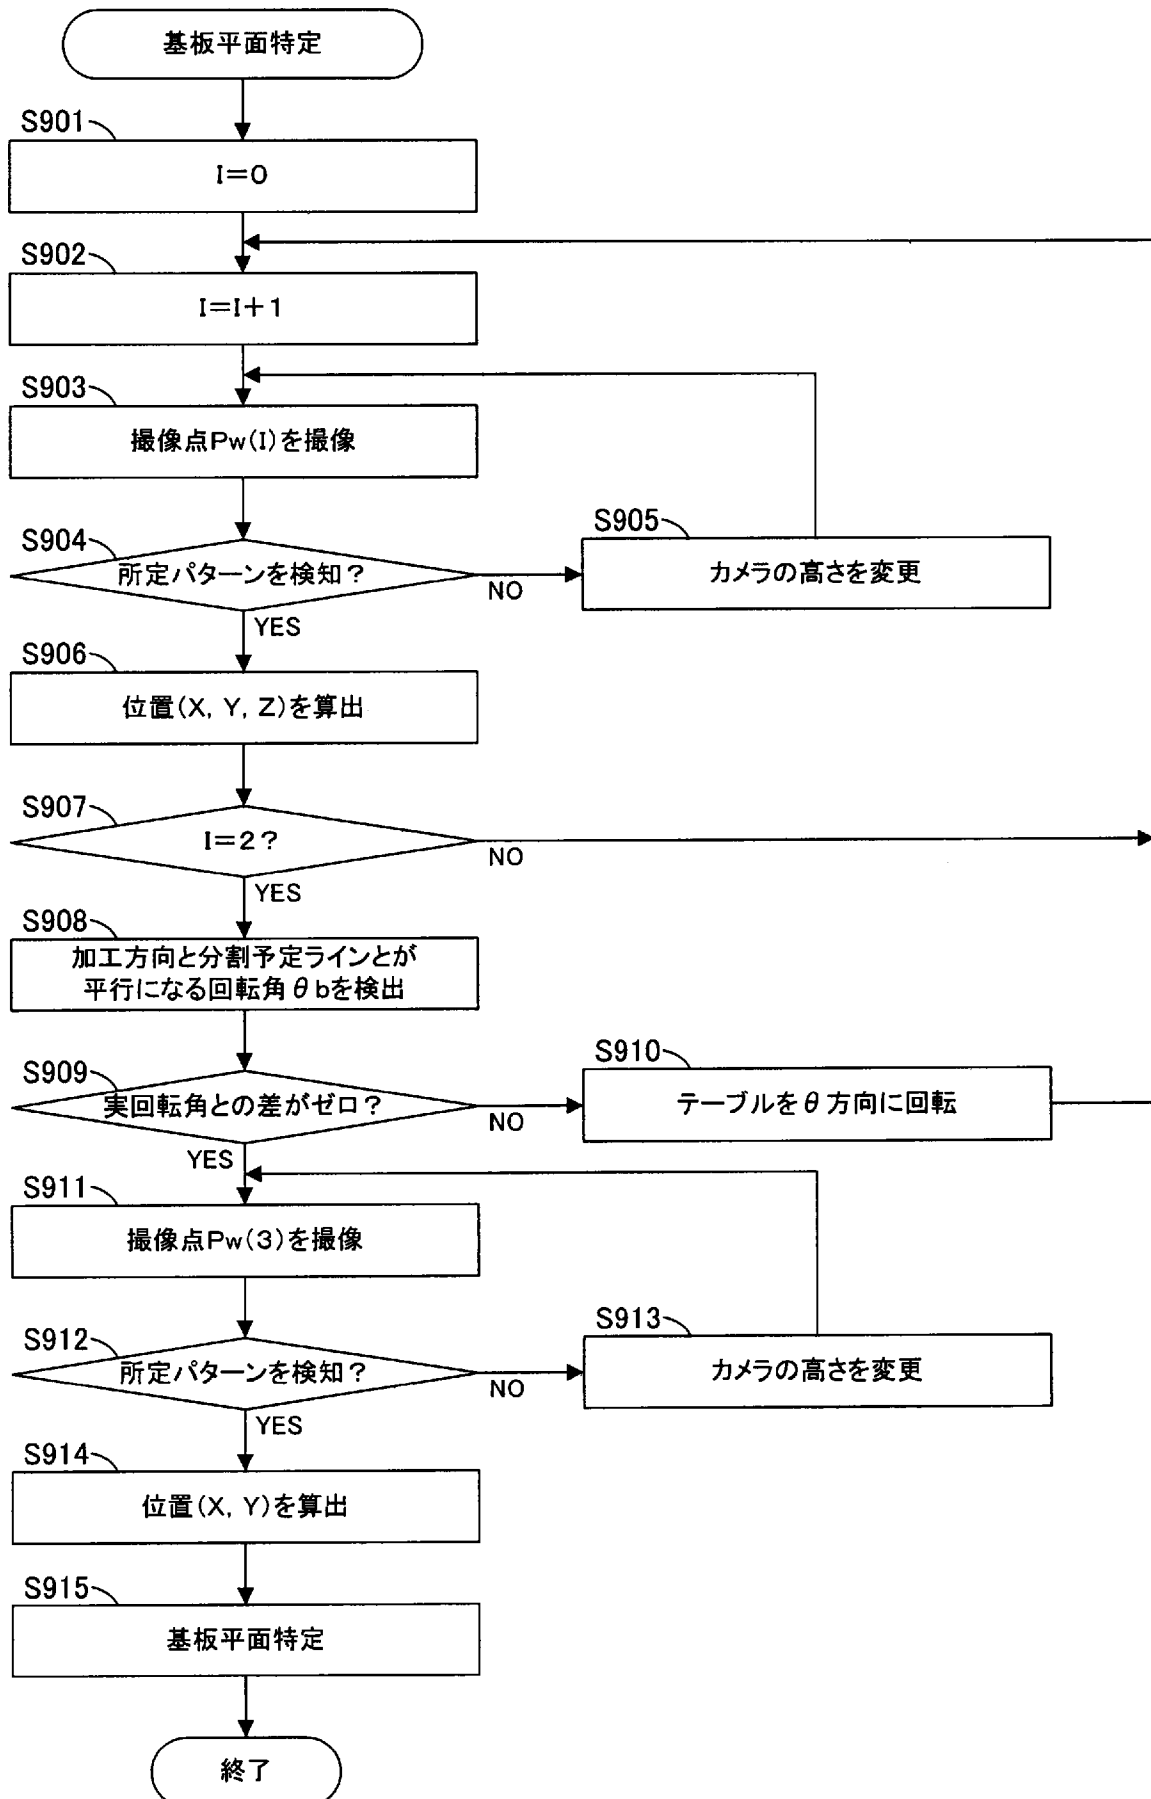 基板平面特定
S901
I=0
S902
I=I+1
S903
撮像点Pw(I)を撮像
S904
所定パターンを検知?
NO
YES
S905
カメラの高さを変更
S906
位置(X, Y, Z)を算出
S907
I=2?
NO
YES
S908
加工方向と分割予定ラインとが
平行になる回転角θbを検出
S909
実回転角との差がゼロ?
NO
YES
S910
テーブルをθ方向に回転
S911
撮像点Pw(3)を撮像
S912
所定パターンを検知?
NO
YES
S913
カメラの高さを変更
S914
位置(X, Y)を算出
S915
基板平面特定
終了